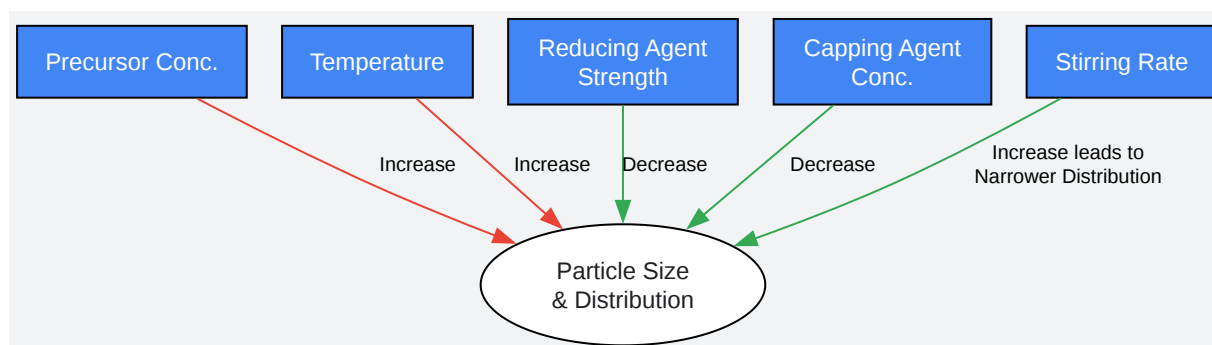 Precursor Conc.
Temperature
Reducing Agent
Strength
Capping Agent
Conc.
Stirring Rate
Increase
Increase
Decrease
Decrease
Increase leads to
Narrower Distribution
Particle Size
& Distribution